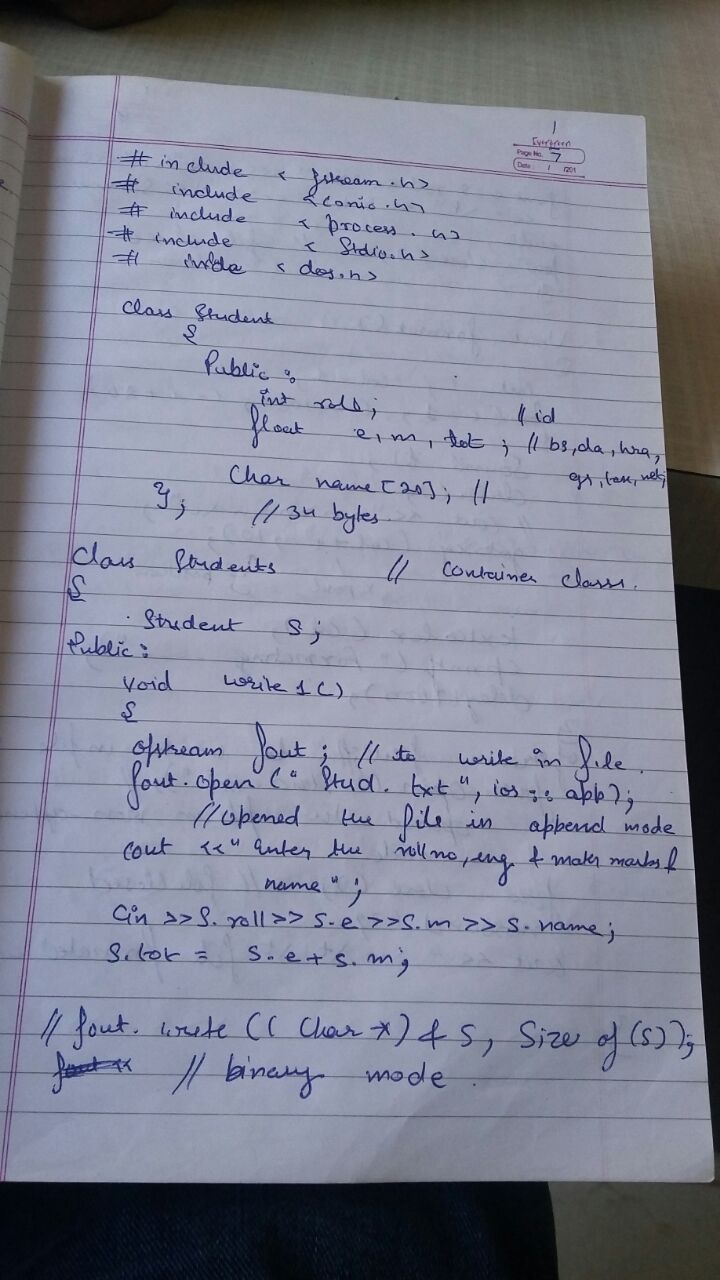 1
Evergreen
Page No. 7
Date: / /201
# include < fstream.h>
# include <conio.h>
# include < process.h>
# include < Stdio.h>
# inclde < dos.h>
Class Student
{
Public :
int roll; // id
float e, m, tot ; // bs, da, hra,
gs, tax, net;
Char name [20]; //
}; // 34 bytes
Class Students // Container class.
{
Student S;
Public :
void write 1 ()
{
ofstream fout ; // to write in file.
fout. open (" Stud. txt ", ios :: app);
// opened the file in append mode
cout <<" Enter the roll no, eng & maths marks &
name" ;
Cin >> S. roll >> S.e >> S.m >> S. name;
S. tot = S. e + S. m;
// fout. write (( Char *) & S, Size of (S));
fout <<
// binary mode.